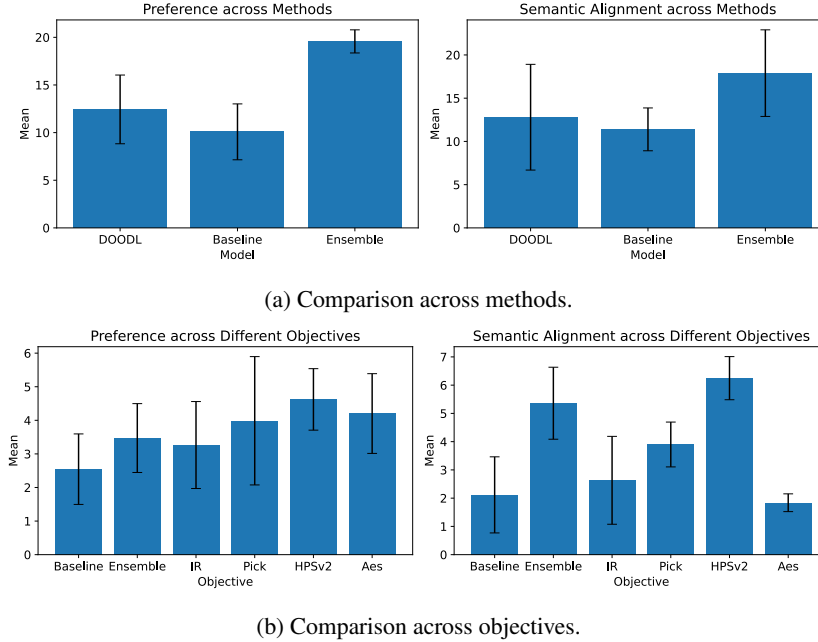 Preference across Methods
Semantic Alignment across Methods
20
15
10
5
0
Mean
DOODL
Baseline
Ensemble
Model
20
15
10
5
0
Mean
DOODL
Baseline
Ensemble
Model
(a) Comparison across methods.
Preference across Different Objectives
Semantic Alignment across Different Objectives
6
5
4
3
2
1
0
Mean
Baseline
Ensemble
IR
Pick
HPSv2
Aes
Objective
7
6
5
4
3
2
1
0
Mean
Baseline
Ensemble
IR
Pick
HPSv2
Aes
Objective
(b) Comparison across objectives.